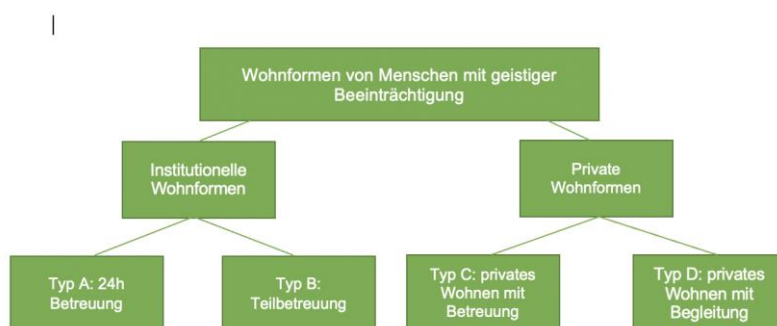 Wohnformen von Menschen mit geistiger
Beeinträchtigung
Institutionelle
Wohnformen
Private
Wohnformen
Typ A: 24h
Betreuung
Typ B:
Teilbetreuung
Typ C: privates
Wohnen mit
Betreuung
Typ D: privates
Wohnen mit
Begleitung